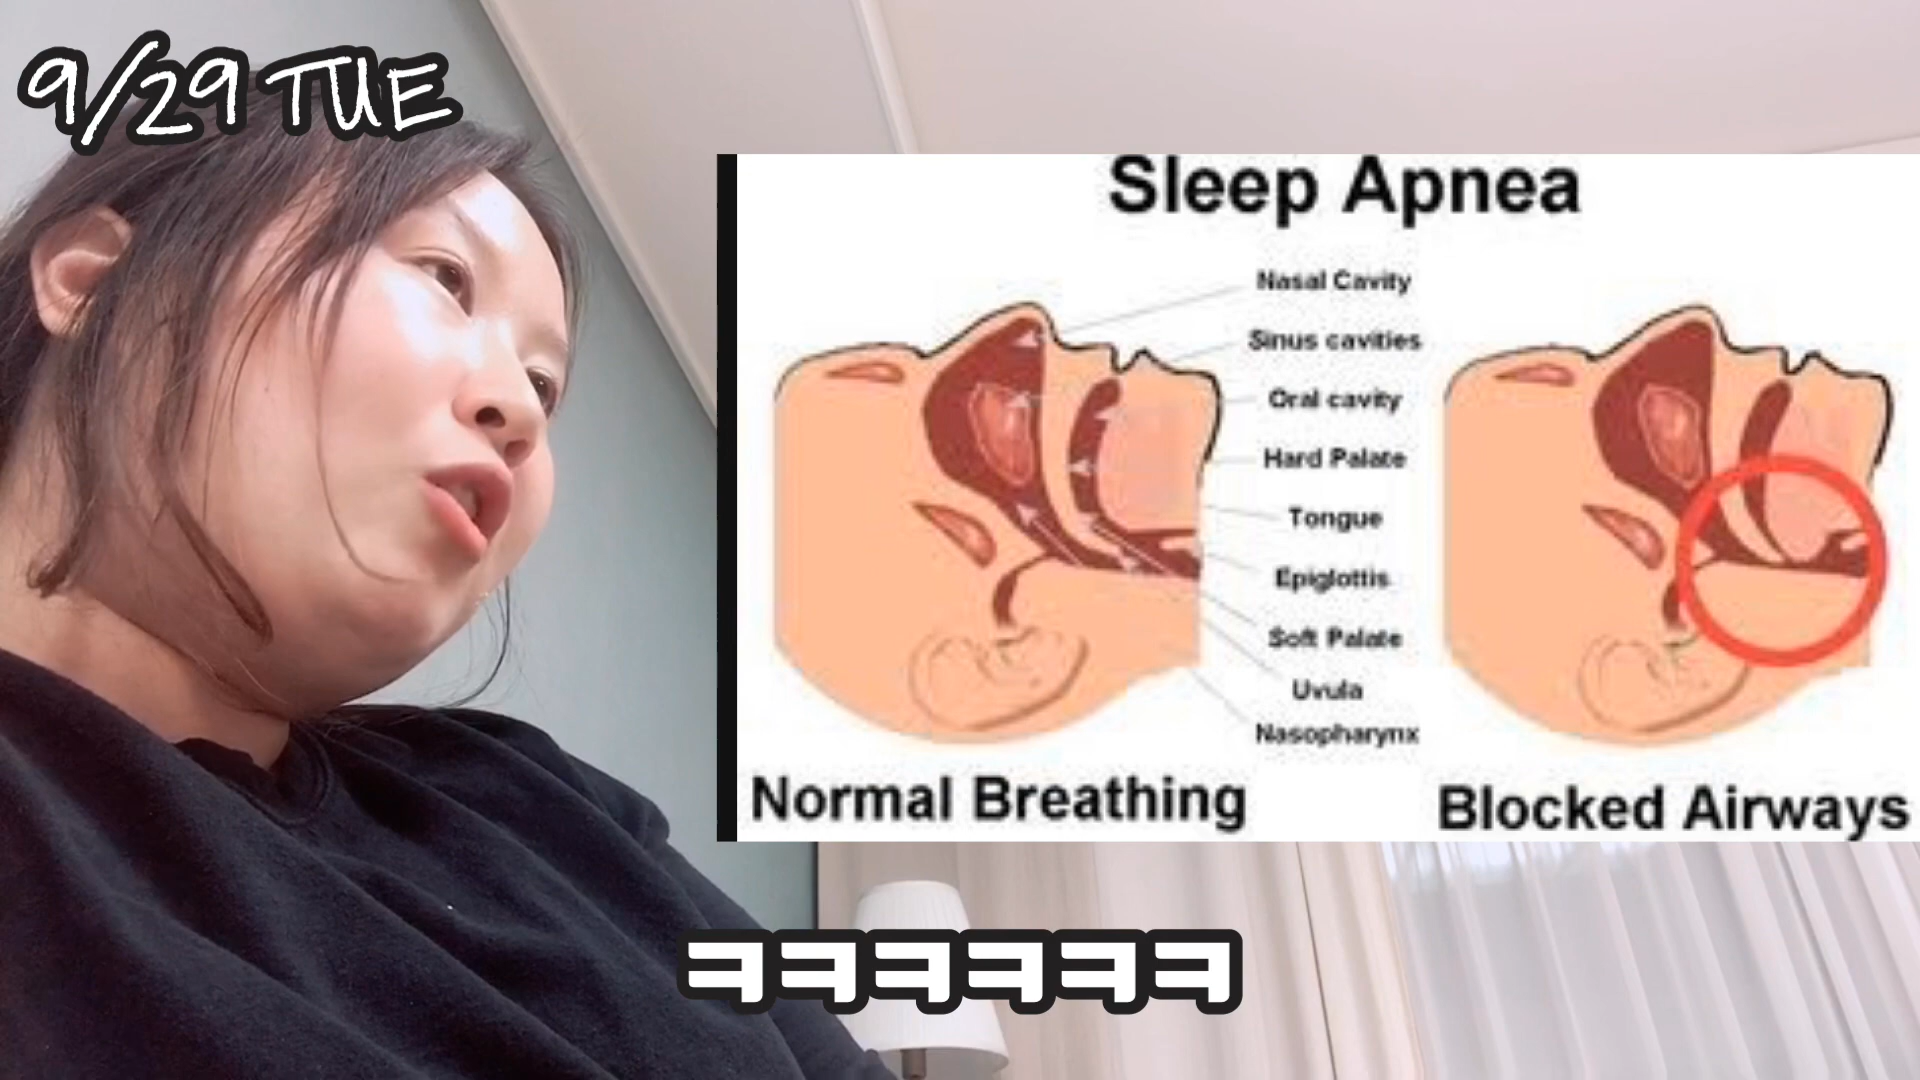 9/29 TUE
Sleep Apnea
Nasal Cavity
Sinus cavities
Oral cavity
Hard Palate
Tongue
Epiglottis
Soft Palate
Uvula
Nasopharynx
Normal Breathing
Blocked Airways
ㅋㅋㅋㅋㅋㅋ